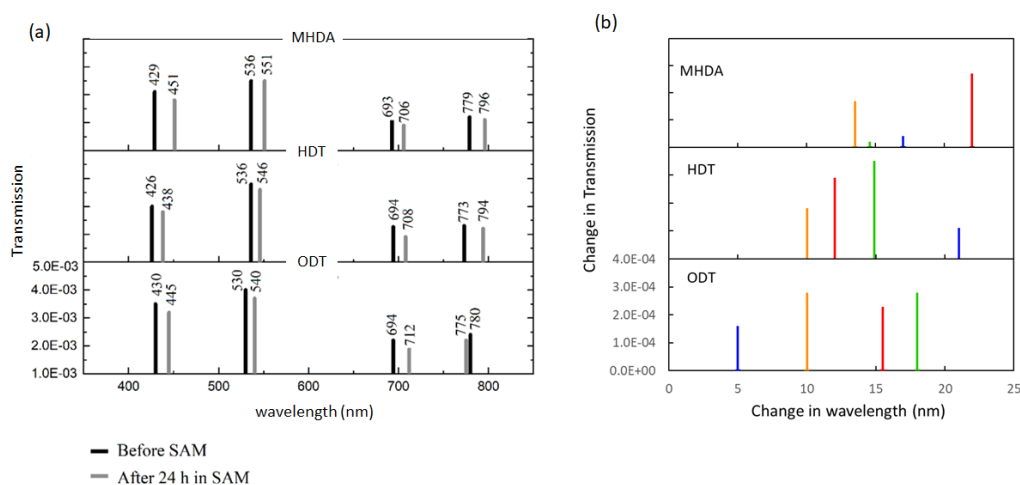 (a)
MHDA
429
451
536
551
693
706
779
796
HDT
426
438
536
546
694
708
773
794
ODT
5.0E-03
4.0E-03
3.0E-03
2.0E-03
1.0E-03
430
445
530
540
694
712
775
780
Transmission
400 500 600 700 800
wavelength (nm)
Before SAM
After 24 h in SAM
(b)
MHDA
HDT
ODT
4.0E-04
3.0E-04
2.0E-04
1.0E-04
0.0E+00
Change in Transmission
0 5 10 15 20 25
Change in wavelength (nm)